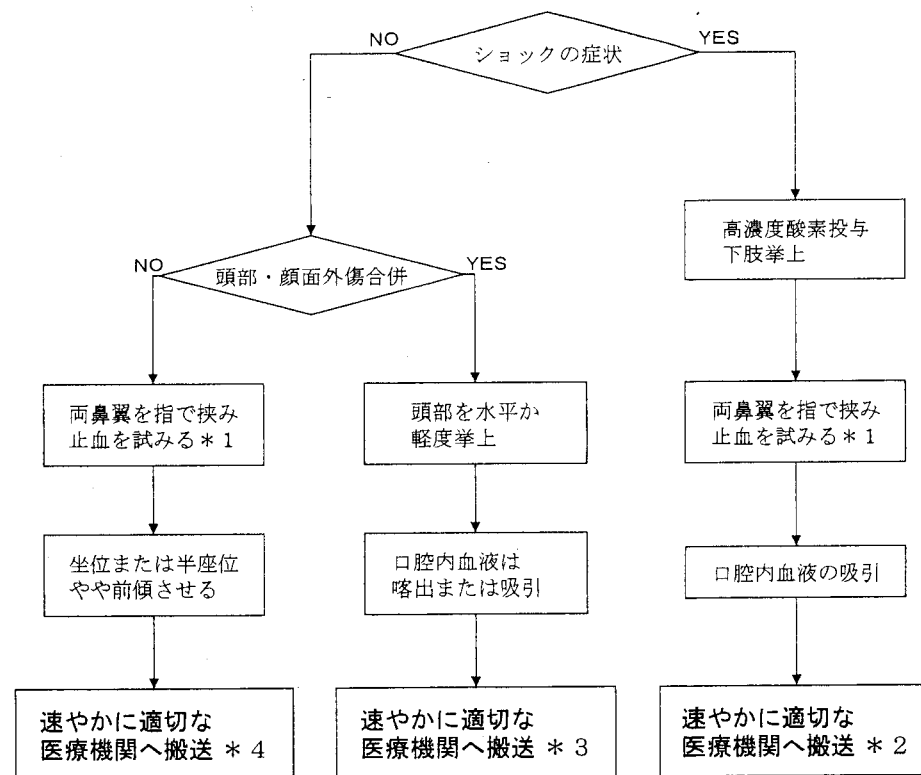 ショックの症状
NO
YES
高濃度酸素投与
下肢挙上
頭部・顔面外傷合併
NO
YES
両鼻翼を指で挟み
止血を試みる＊1
頭部を水平か
軽度挙上
両鼻翼を指で挟み
止血を試みる＊1
坐位または半座位
やや前傾させる
口腔内血液は
喀出または吸引
口腔内血液の吸引
速やかに適切な
医療機関へ搬送 ＊4
速やかに適切な
医療機関へ搬送 ＊3
速やかに適切な
医療機関へ搬送 ＊2